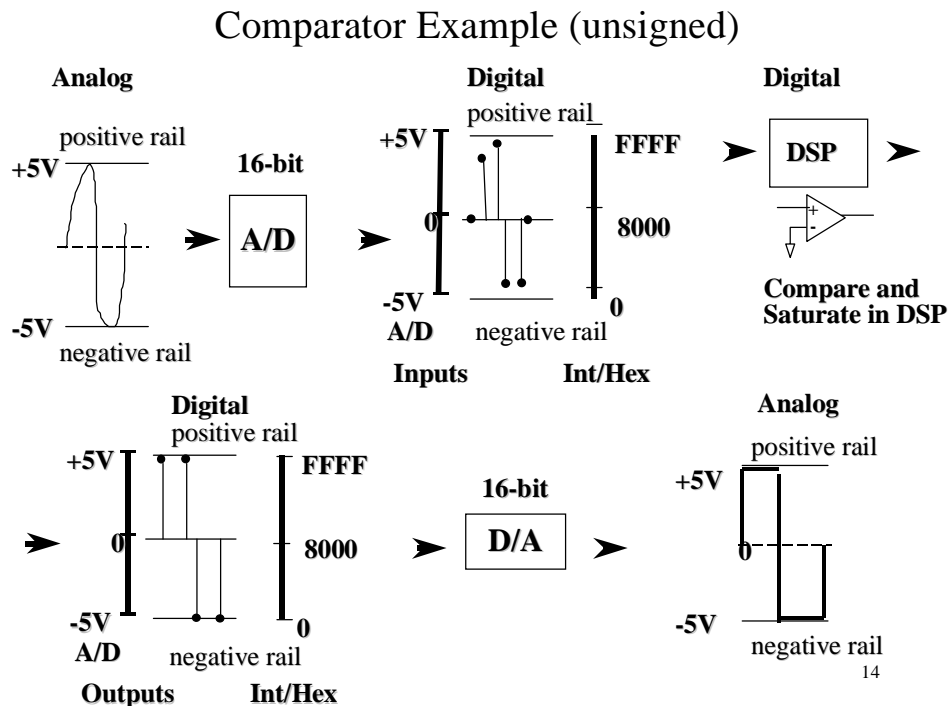 Comparator Example (unsigned)
Analog
Digital
Digital
positive rail
+5V
-5V
negative rail
16-bit
A/D
positive rail
+5V
0
-5V
A/D
negative rail
Inputs
FFFF
8000
0
Int/Hex
DSP
+
-
Compare and
Saturate in DSP
Digital
positive rail
+5V
0
-5V
A/D
negative rail
Outputs
FFFF
8000
0
Int/Hex
16-bit
D/A
Analog
positive rail
+5V
0
-5V
negative rail
14